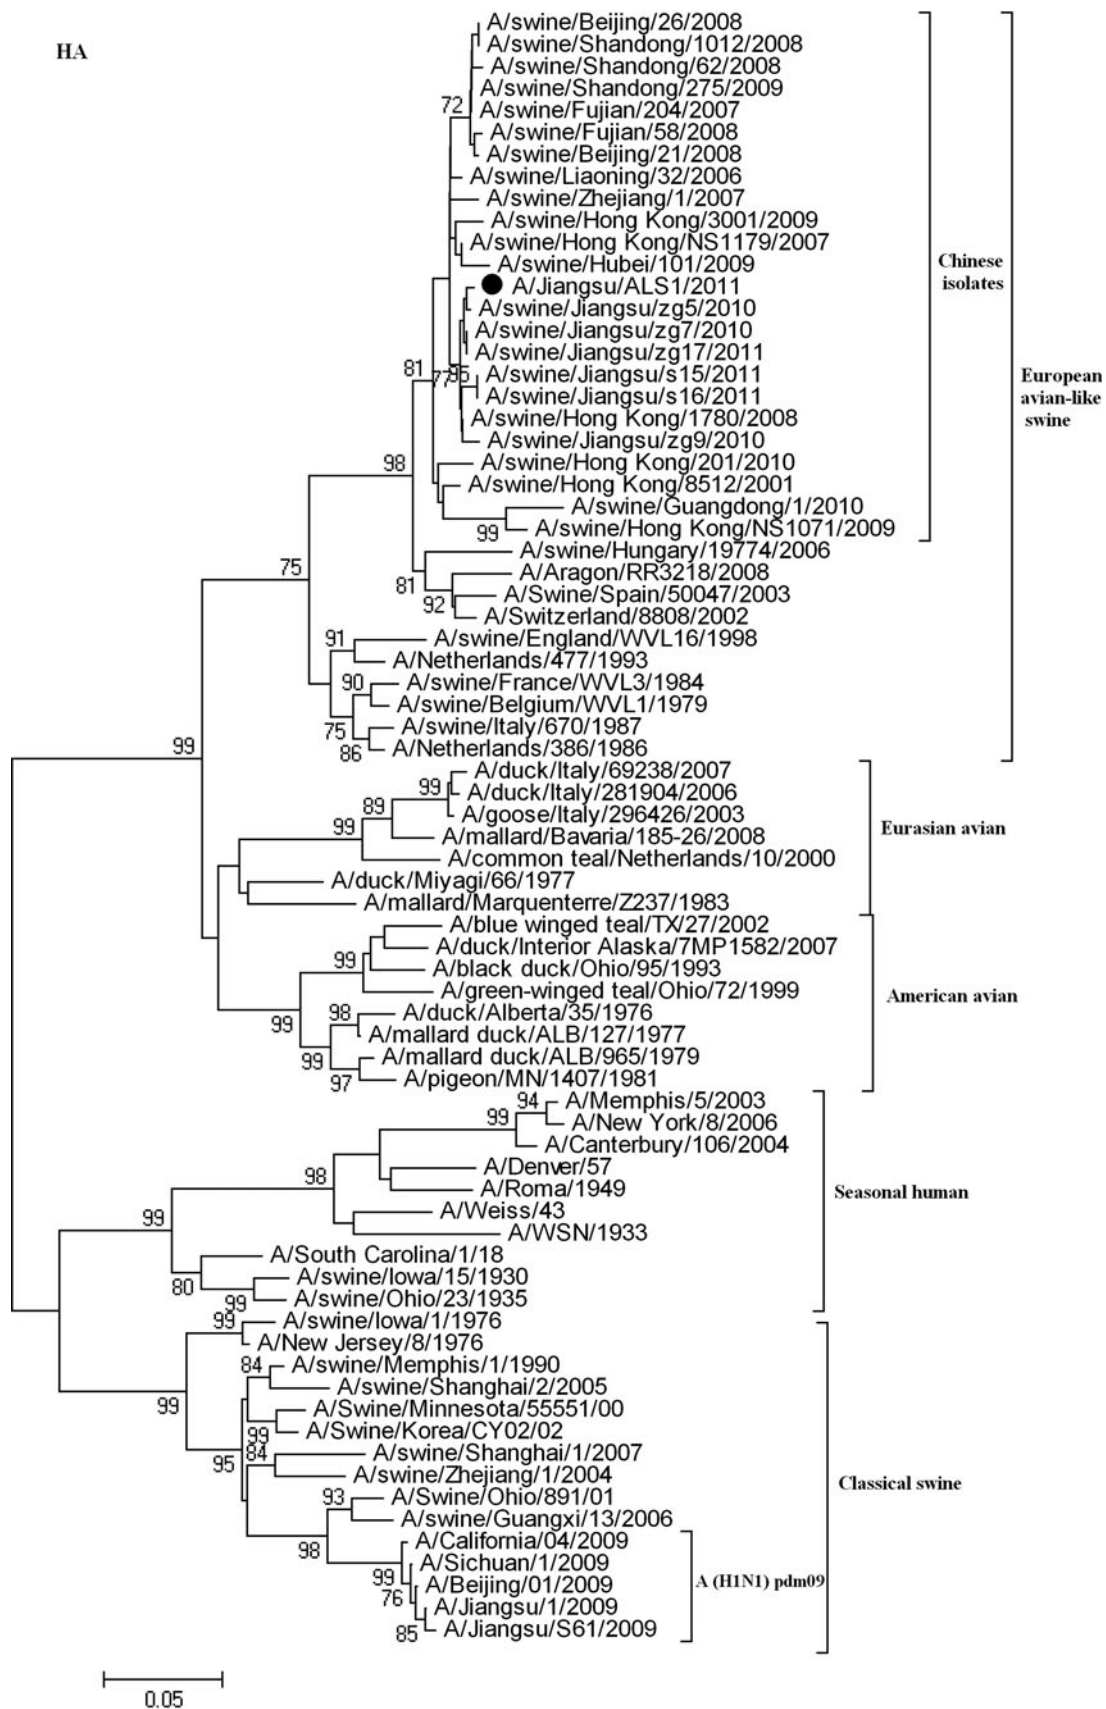 HA
A/swine/Beijing/26/2008
A/swine/Shandong/1012/2008
A/swine/Shandong/62/2008
A/swine/Shandong/275/2009
72
A/swine/Fujian/204/2007
A/swine/Fujian/58/2008
A/swine/Beijing/21/2008
A/swine/Liaoning/32/2006
A/swine/Zhejiang/1/2007
A/swine/Hong Kong/3001/2009
A/swine/Hong Kong/NS1179/2007
A/swine/Hubei/101/2009
Chinese
isolates
A/Jiangsu/ALS1/2011
A/swine/Jiangsu/zg5/2010
A/swine/Jiangsu/zg7/2010
A/swine/Jiangsu/zg17/2011
81
77
95
A/swine/Jiangsu/s15/2011
A/swine/Jiangsu/s16/2011
European
avian-like
swine
A/swine/Hong Kong/1780/2008
A/swine/Jiangsu/zg9/2010
98
A/swine/Hong Kong/201/2010
A/swine/Hong Kong/8512/2001
A/swine/Guangdong/1/2010
99
A/swine/Hong Kong/NS1071/2009
A/swine/Hungary/19774/2006
75
A/Aragon/RR3218/2008
81
A/Swine/Spain/50047/2003
92
A/Switzerland/8808/2002
91
A/swine/England/WVL16/1998
A/Netherlands/477/1993
90
A/swine/France/WVL3/1984
A/swine/Belgium/WVL1/1979
75
A/swine/Italy/670/1987
86
A/Netherlands/386/1986
99
A/duck/Italy/69238/2007
99
A/duck/Italy/281904/2006
89
A/goose/Italy/296426/2003
99
A/mallard/Bavaria/185-26/2008
Eurasian avian
A/common teal/Netherlands/10/2000
A/duck/Miyagi/66/1977
A/mallard/Marquenterre/Z237/1983
A/blue winged teal/TX/27/2002
A/duck/Interior Alaska/7MP1582/2007
99
A/black duck/Ohio/95/1993
A/green-winged teal/Ohio/72/1999
American avian
99
98
A/duck/Alberta/35/1976
A/mallard duck/ALB/127/1977
99
A/mallard duck/ALB/965/1979
97
A/pigeon/MN/1407/1981
94
A/Memphis/5/2003
99
A/New York/8/2006
A/Canterbury/106/2004
A/Denver/57
98
A/Roma/1949
Seasonal human
A/Weiss/43
99
A/WSN/1933
A/South Carolina/1/18
80
A/swine/Iowa/15/1930
99
A/swine/Ohio/23/1935
99
A/swine/Iowa/1/1976
A/New Jersey/8/1976
84
A/swine/Memphis/1/1990
A/swine/Shanghai/2/2005
99
A/Swine/Minnesota/55551/00
99
A/Swine/Korea/CY02/02
84
A/swine/Shanghai/1/2007
95
A/swine/Zhejiang/1/2004
Classical swine
93
A/Swine/Ohio/891/01
A/swine/Guangxi/13/2006
98
A/California/04/2009
99
A/Sichuan/1/2009
76
A/Beijing/01/2009
A (H1N1) pdm09
A/Jiangsu/1/2009
85
A/Jiangsu/S61/2009
0.05